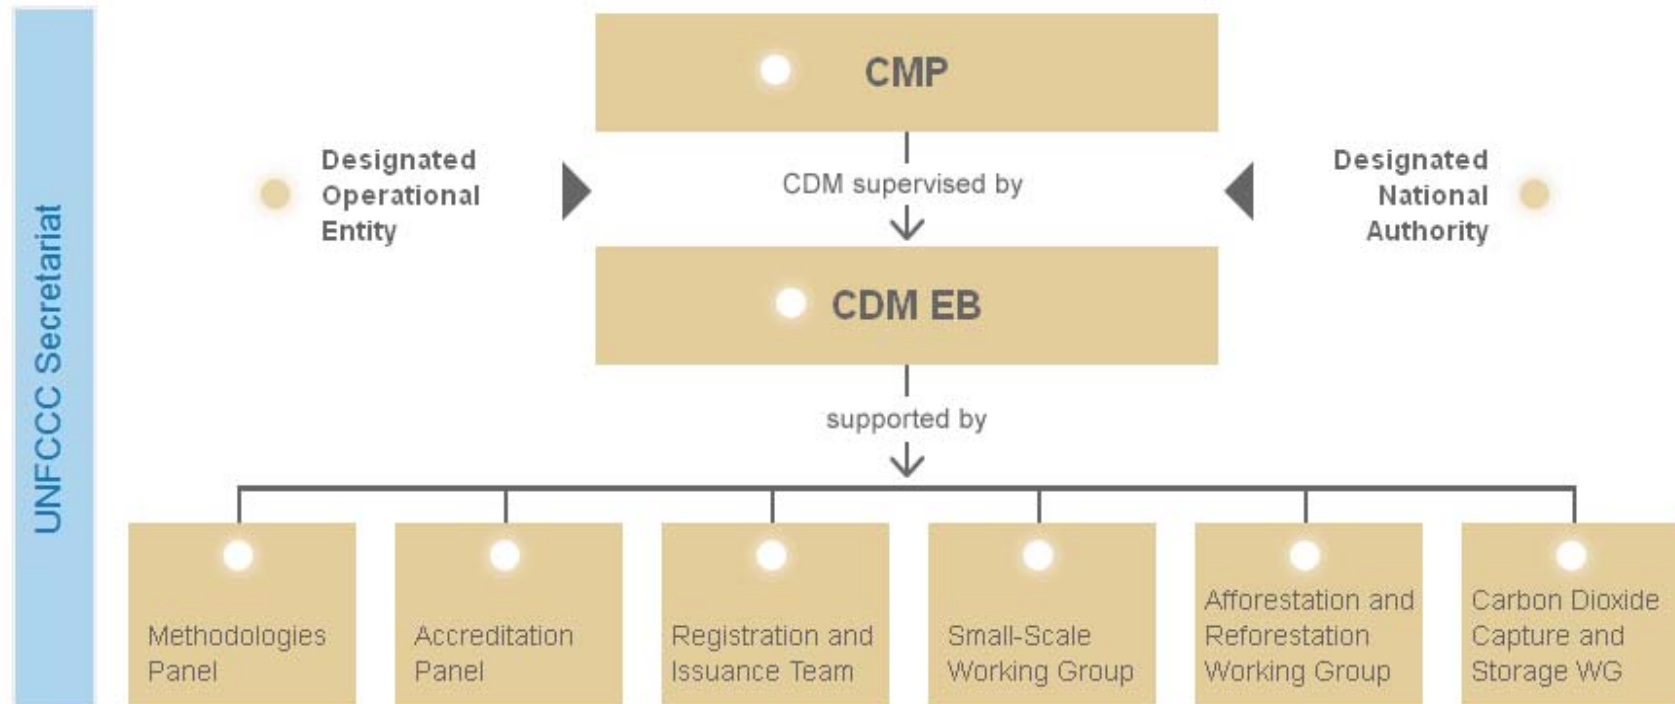 UNFCCC Secretariat
CMP
Designated
Operational
Entity
CDM supervised by
Designated
National
Authority
CDM EB
supported by
Methodologies
Panel
Accreditation
Panel
Registration and
Issuance Team
Small-Scale
Working Group
Afforestation and
Reforestation
Working Group
Carbon Dioxide
Capture and
Storage WG